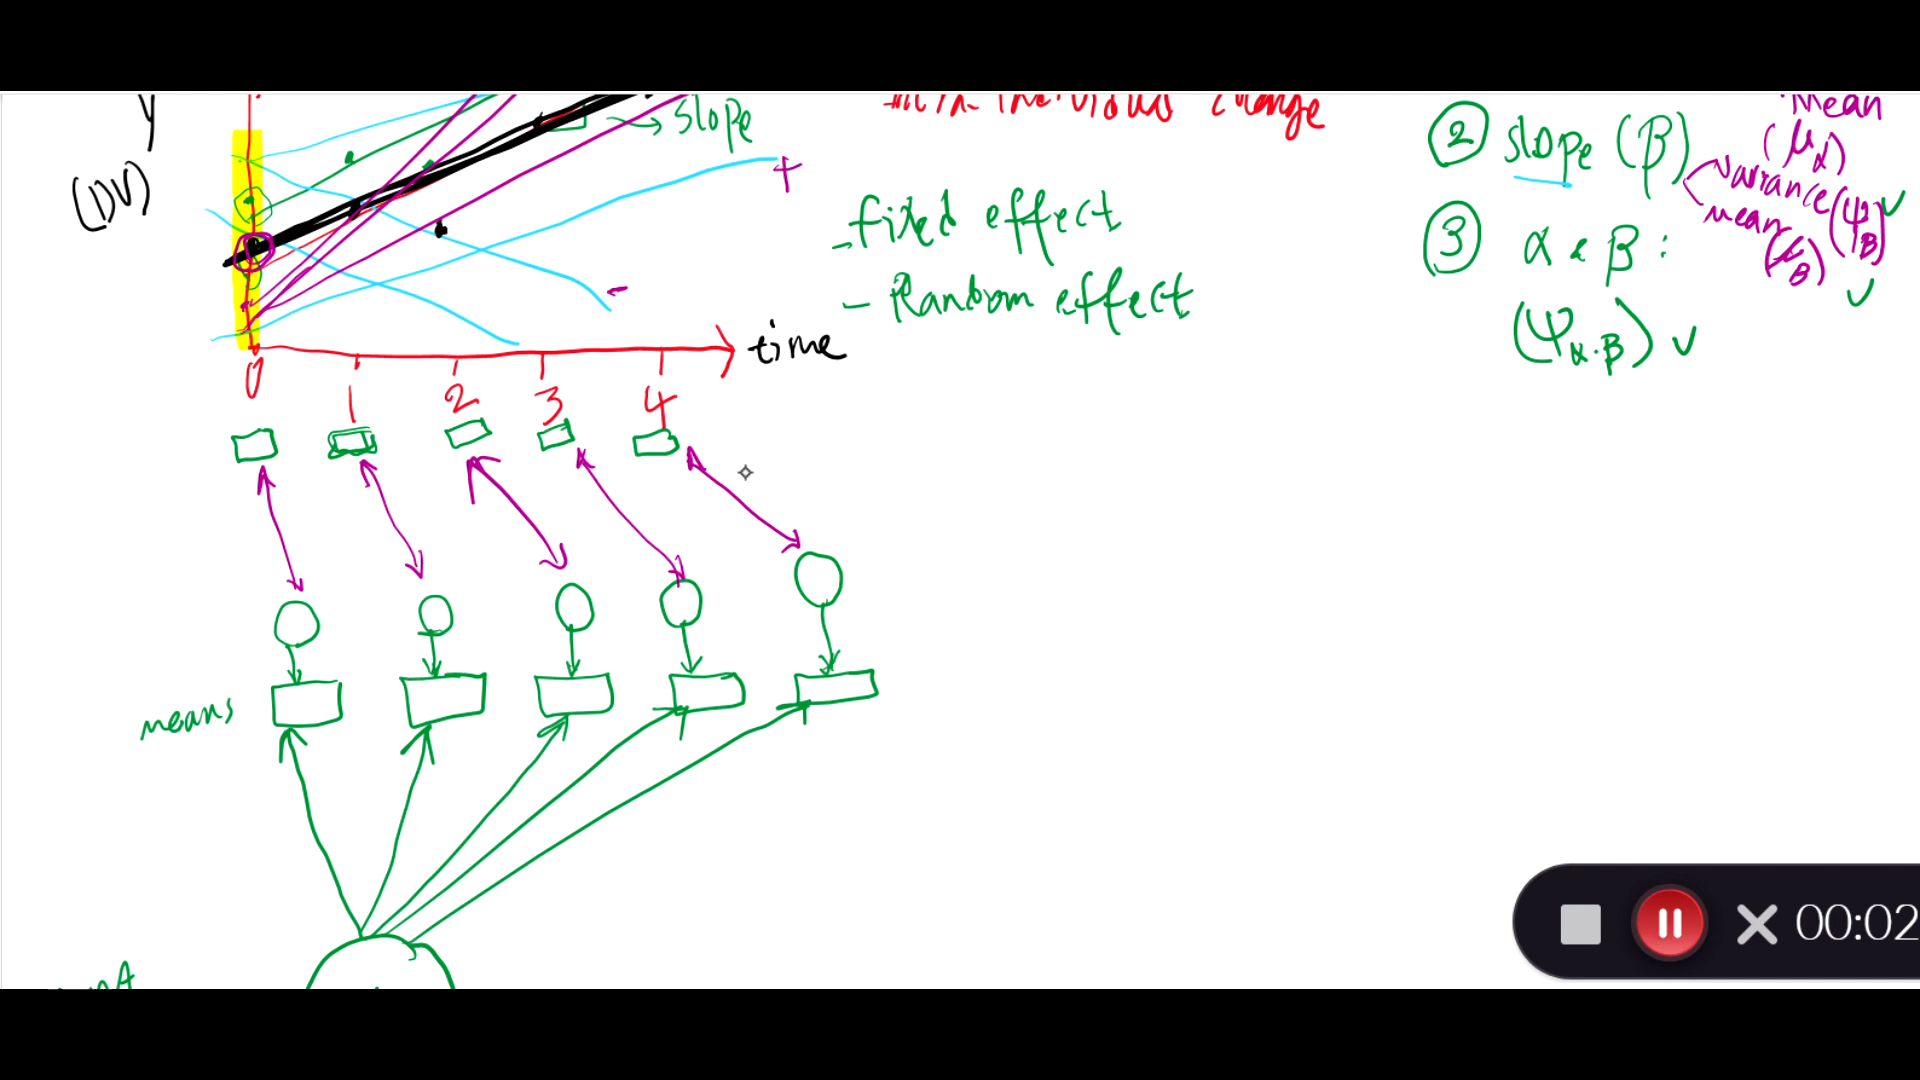 y
(DV)
slope
+
-
time
0 1 2 3 4
means
individual change
- fixed effect
- Random effect
② slope (β)
• Mean
(μα)
variance (ψβ) ✓
mean (μβ) ✓
③ α & β :
(ψα·β) ✓
00:02